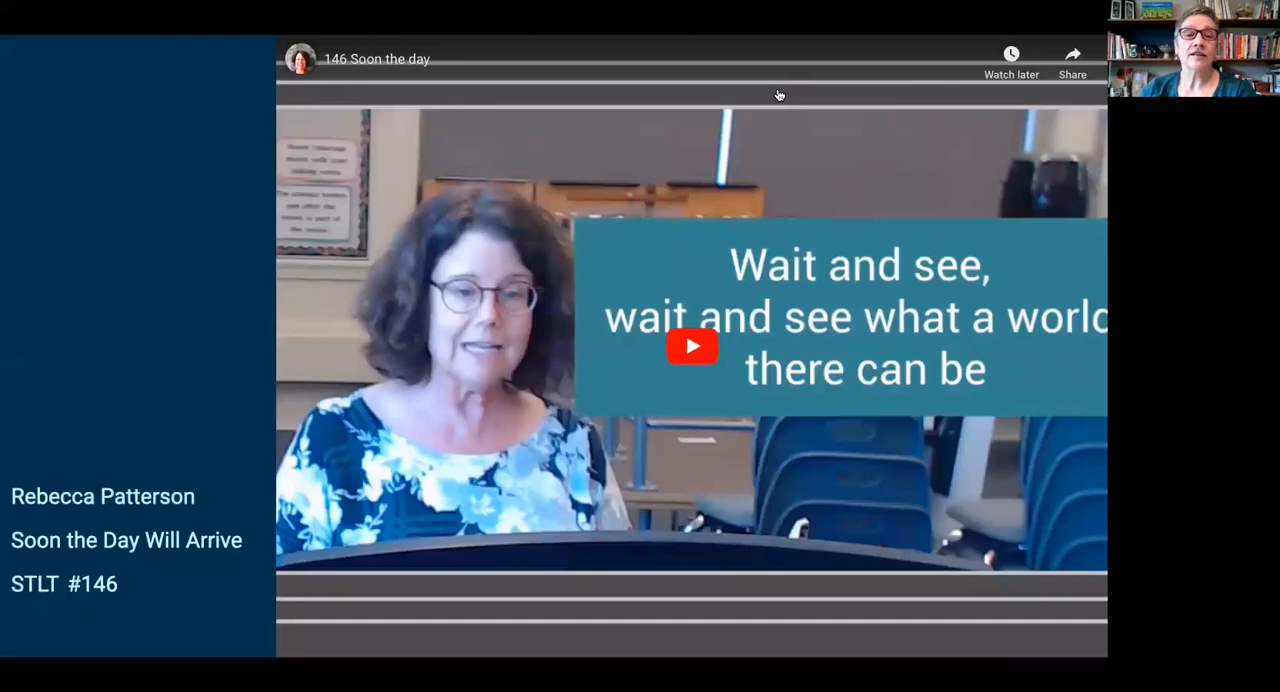 146 Soon the day
Watch later
Share
Wait and see,
wait and see what a world
there can be
Rebecca Patterson
Soon the Day Will Arrive
STLT #146